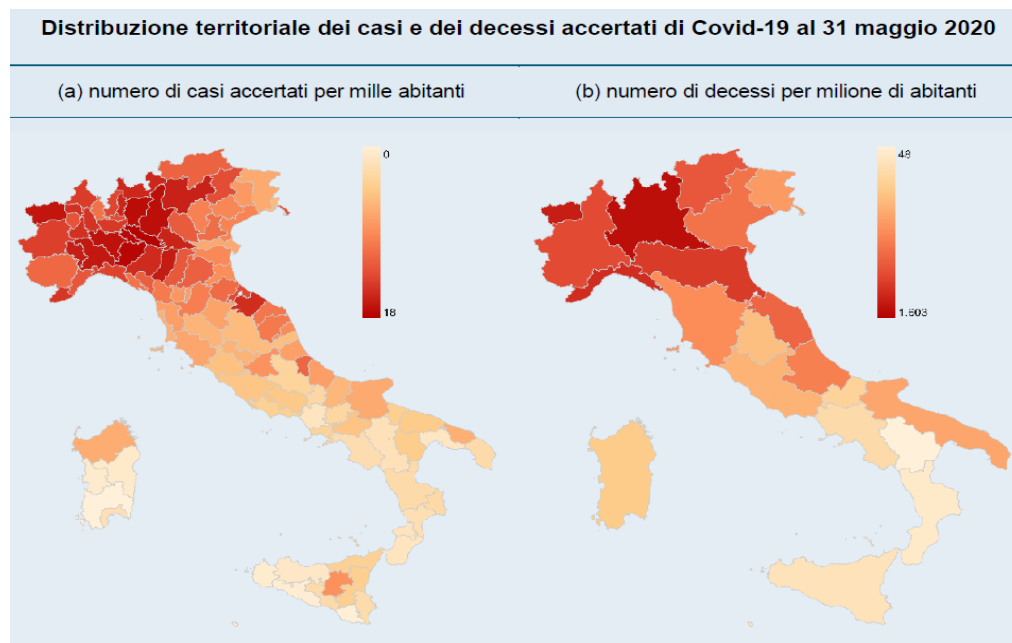 Distribuzione territoriale dei casi e dei decessi accertati di Covid-19 al 31 maggio 2020
(a) numero di casi accertati per mille abitanti
(b) numero di decessi per milione di abitanti
0
18
48
1.603